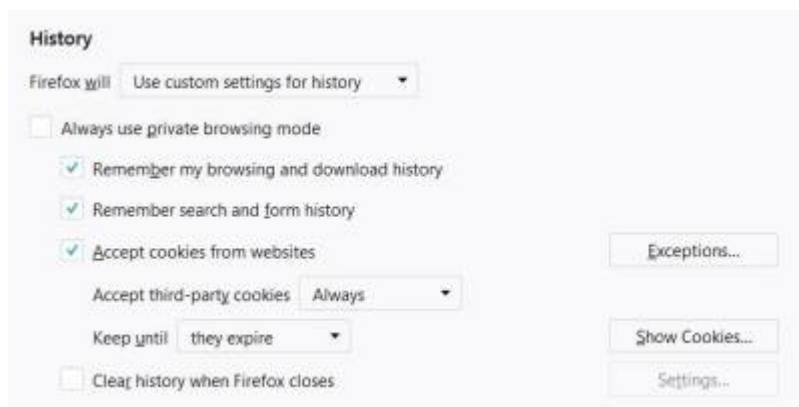 History
Firefox will Use custom settings for history
Always use private browsing mode
Remember my browsing and download history
Remember search and form history
Accept cookies from websites Exceptions...
Accept third-party cookies Always
Keep until they expire Show Cookies...
Clear history when Firefox closes Settings...